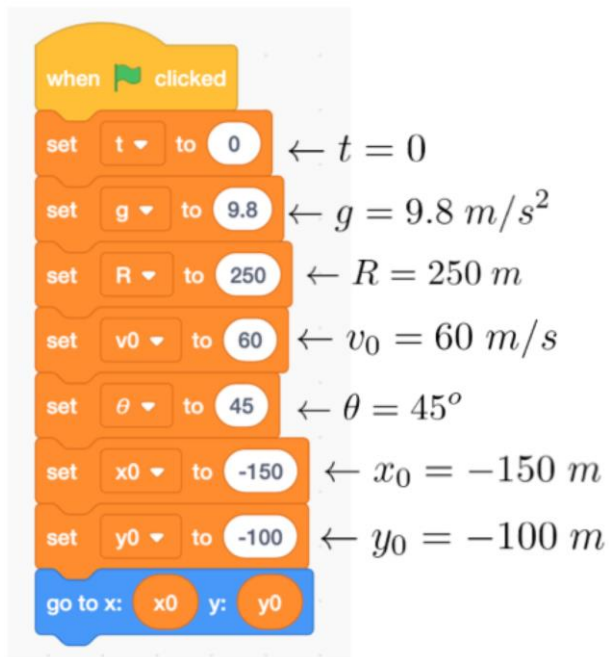 when clicked
set t to 0 ← t = 0
set g to 9.8 ← g = 9.8 m/s²
set R to 250 ← R = 250 m
set v0 to 60 ← v₀ = 60 m/s
set θ to 45 ← θ = 45º
set x0 to -150 ← x₀ = −150 m
set y0 to -100 ← y₀ = −100 m
go to x: x0 y: y0